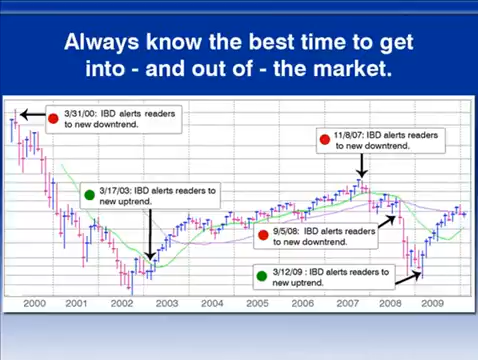 Always know the best time to get
into - and out of - the market.
3/31/00: IBD alerts readers
to new downtrend.
11/8/07: IBD alerts readers
to new downtrend.
3/17/03: IBD alerts readers to
new uptrend.
9/5/08: IBD alerts readers
to new downtrend.
3/12/09: IBD alerts readers to
new uptrend.
2000 2001 2002 2003 2004 2005 2006 2007 2008 2009